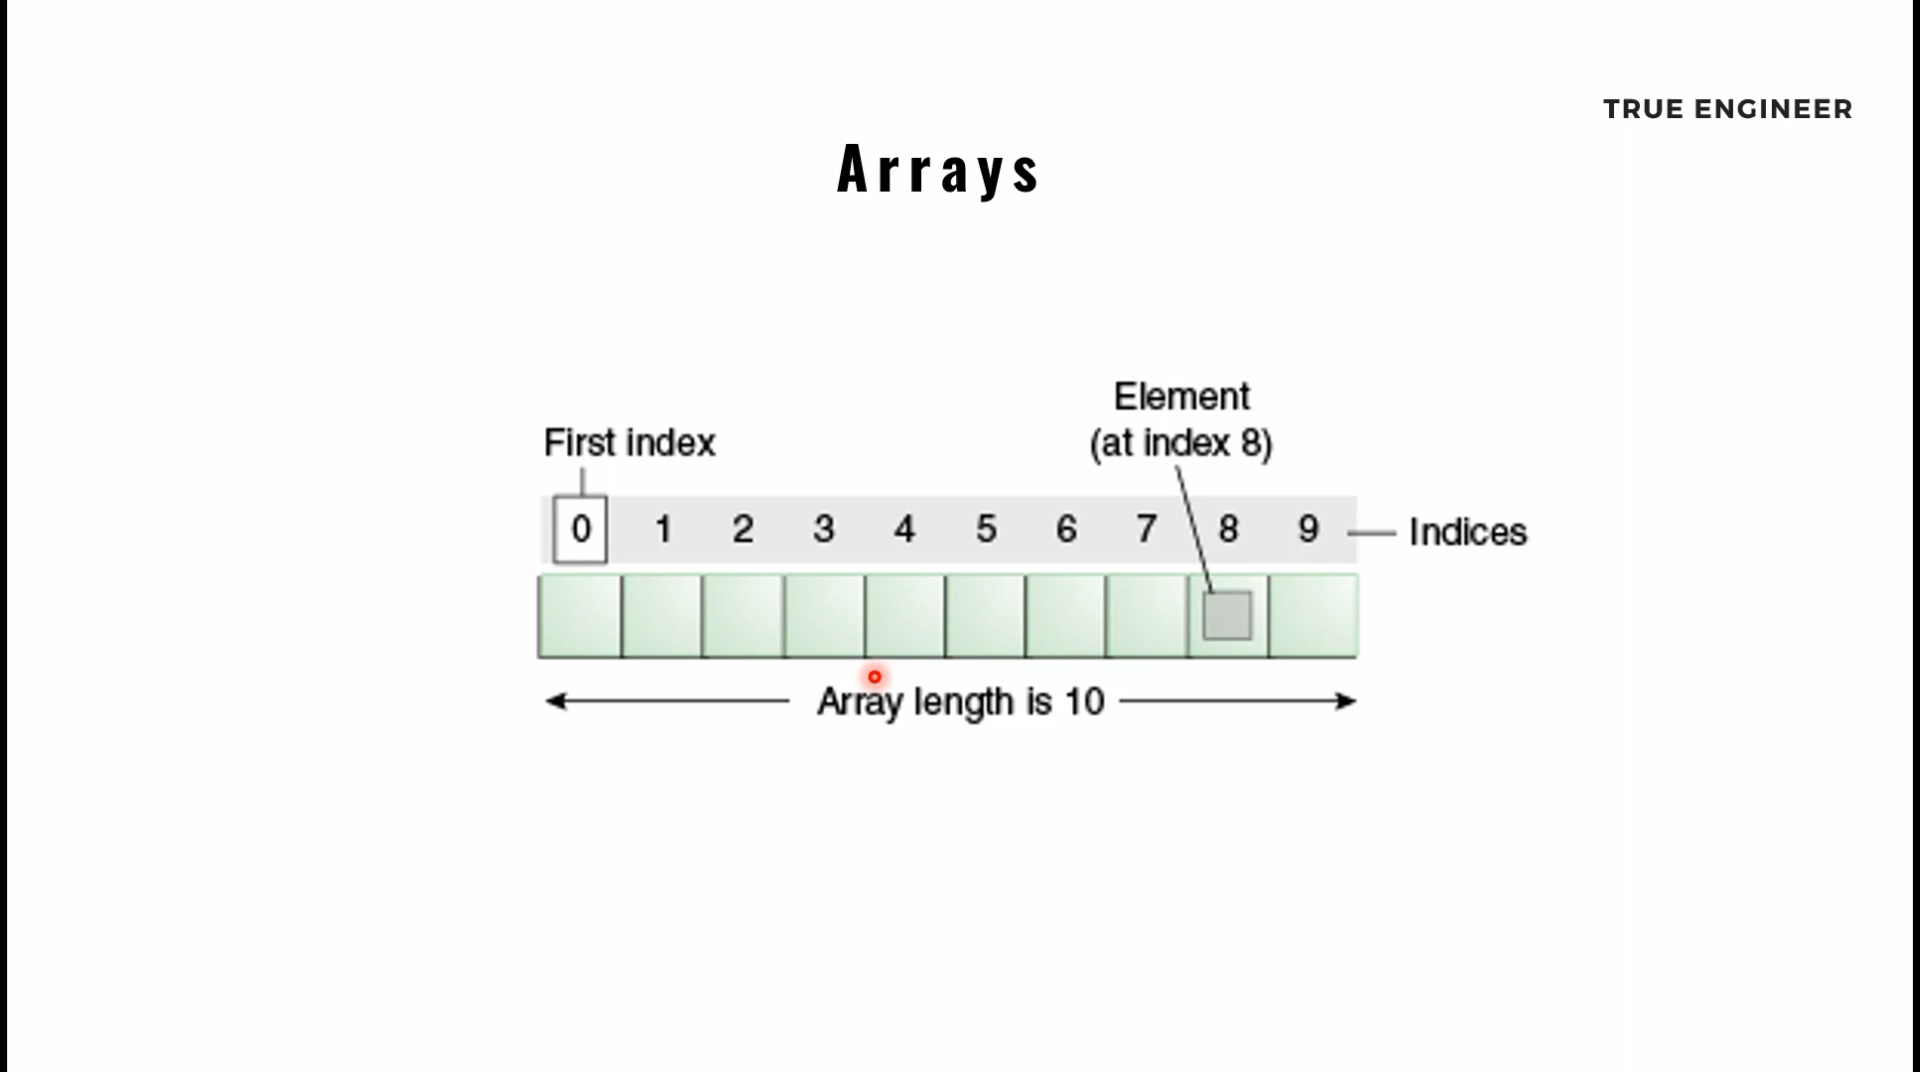 TRUE ENGINEER
Arrays
Element
(at index 8)
First index
0 1 2 3 4 5 6 7 8 9
Indices
Array length is 10